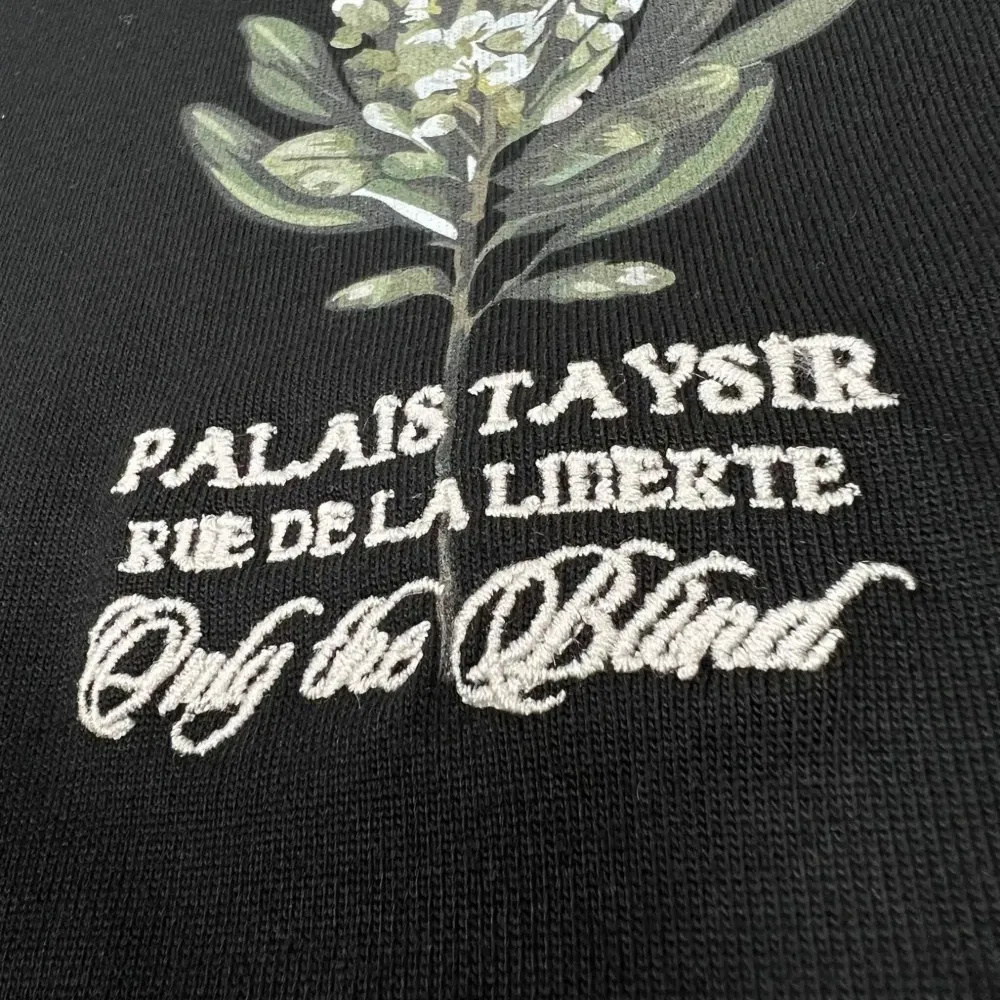 PALAIS TAYSIR
RUE DE LA LIBERTE
Only the Blind